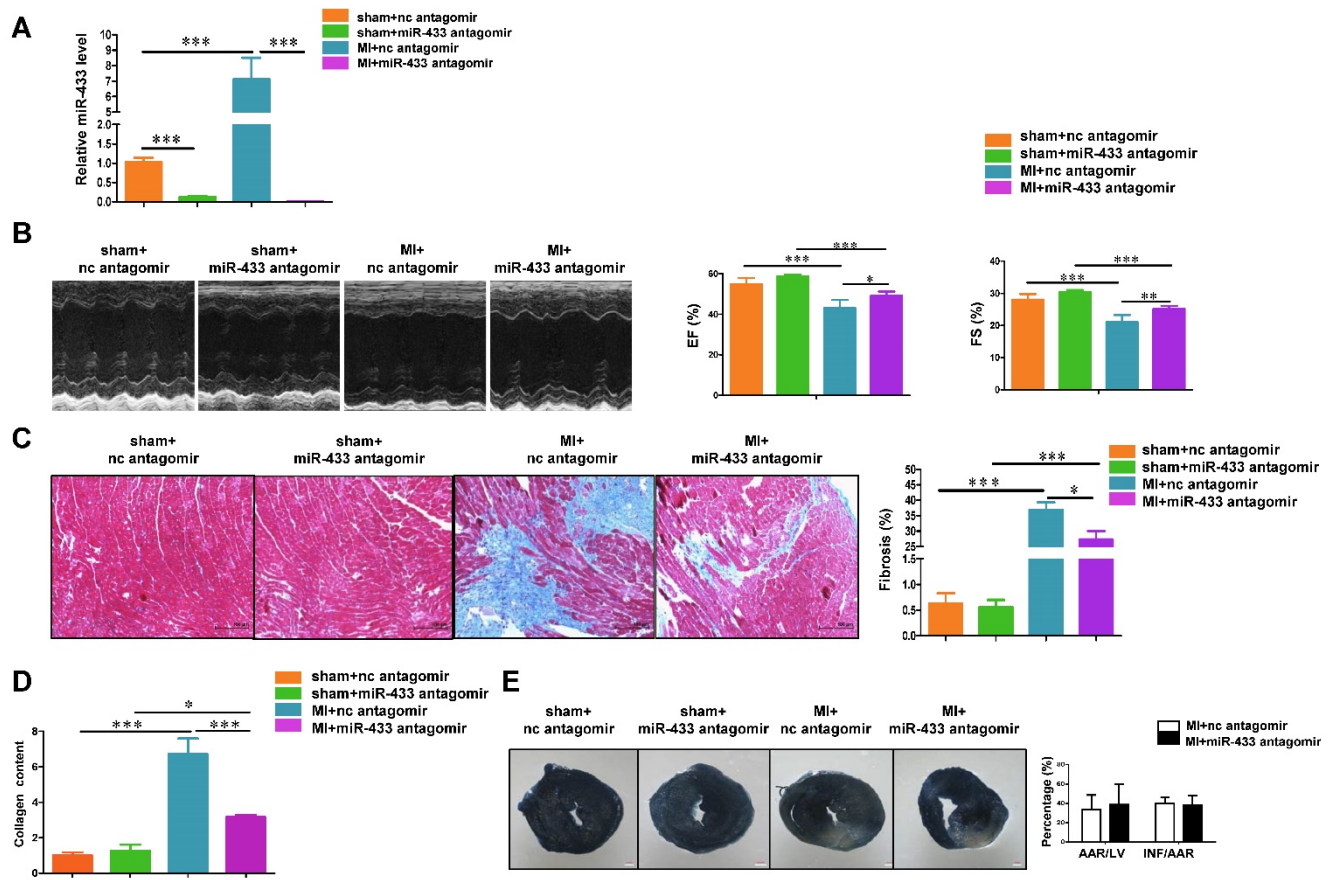 A
Relative miR-433 level
10
9
8
7
6
5
2.0
1.5
1.0
0.5
0.0
***
***
***
sham+nc antagomir
sham+miR-433 antagomir
MI+nc antagomir
MI+miR-433 antagomir
sham+nc antagomir
sham+miR-433 antagomir
MI+nc antagomir
MI+miR-433 antagomir
B
sham+
nc antagomir
sham+
miR-433 antagomir
MI+
nc antagomir
MI+
miR-433 antagomir
EF (%)
60
40
20
0
***
***
*
FS (%)
40
30
20
10
0
***
***
**
C
sham+
nc antagomir
sham+
miR-433 antagomir
MI+
nc antagomir
MI+
miR-433 antagomir
Fibrosis (%)
50
45
40
35
30
25
1.5
1.0
0.5
0.0
***
***
*
sham+nc antagomir
sham+miR-433 antagomir
MI+nc antagomir
MI+miR-433 antagomir
D
Collagen content
8
6
4
2
0
*
***
***
sham+nc antagomir
sham+miR-433 antagomir
MI+nc antagomir
MI+miR-433 antagomir
E
sham+
nc antagomir
sham+
miR-433 antagomir
MI+
nc antagomir
MI+
miR-433 antagomir
MI+nc antagomir
MI+miR-433 antagomir
Percentage (%)
80
60
40
20
0
AAR/LV
INF/AAR